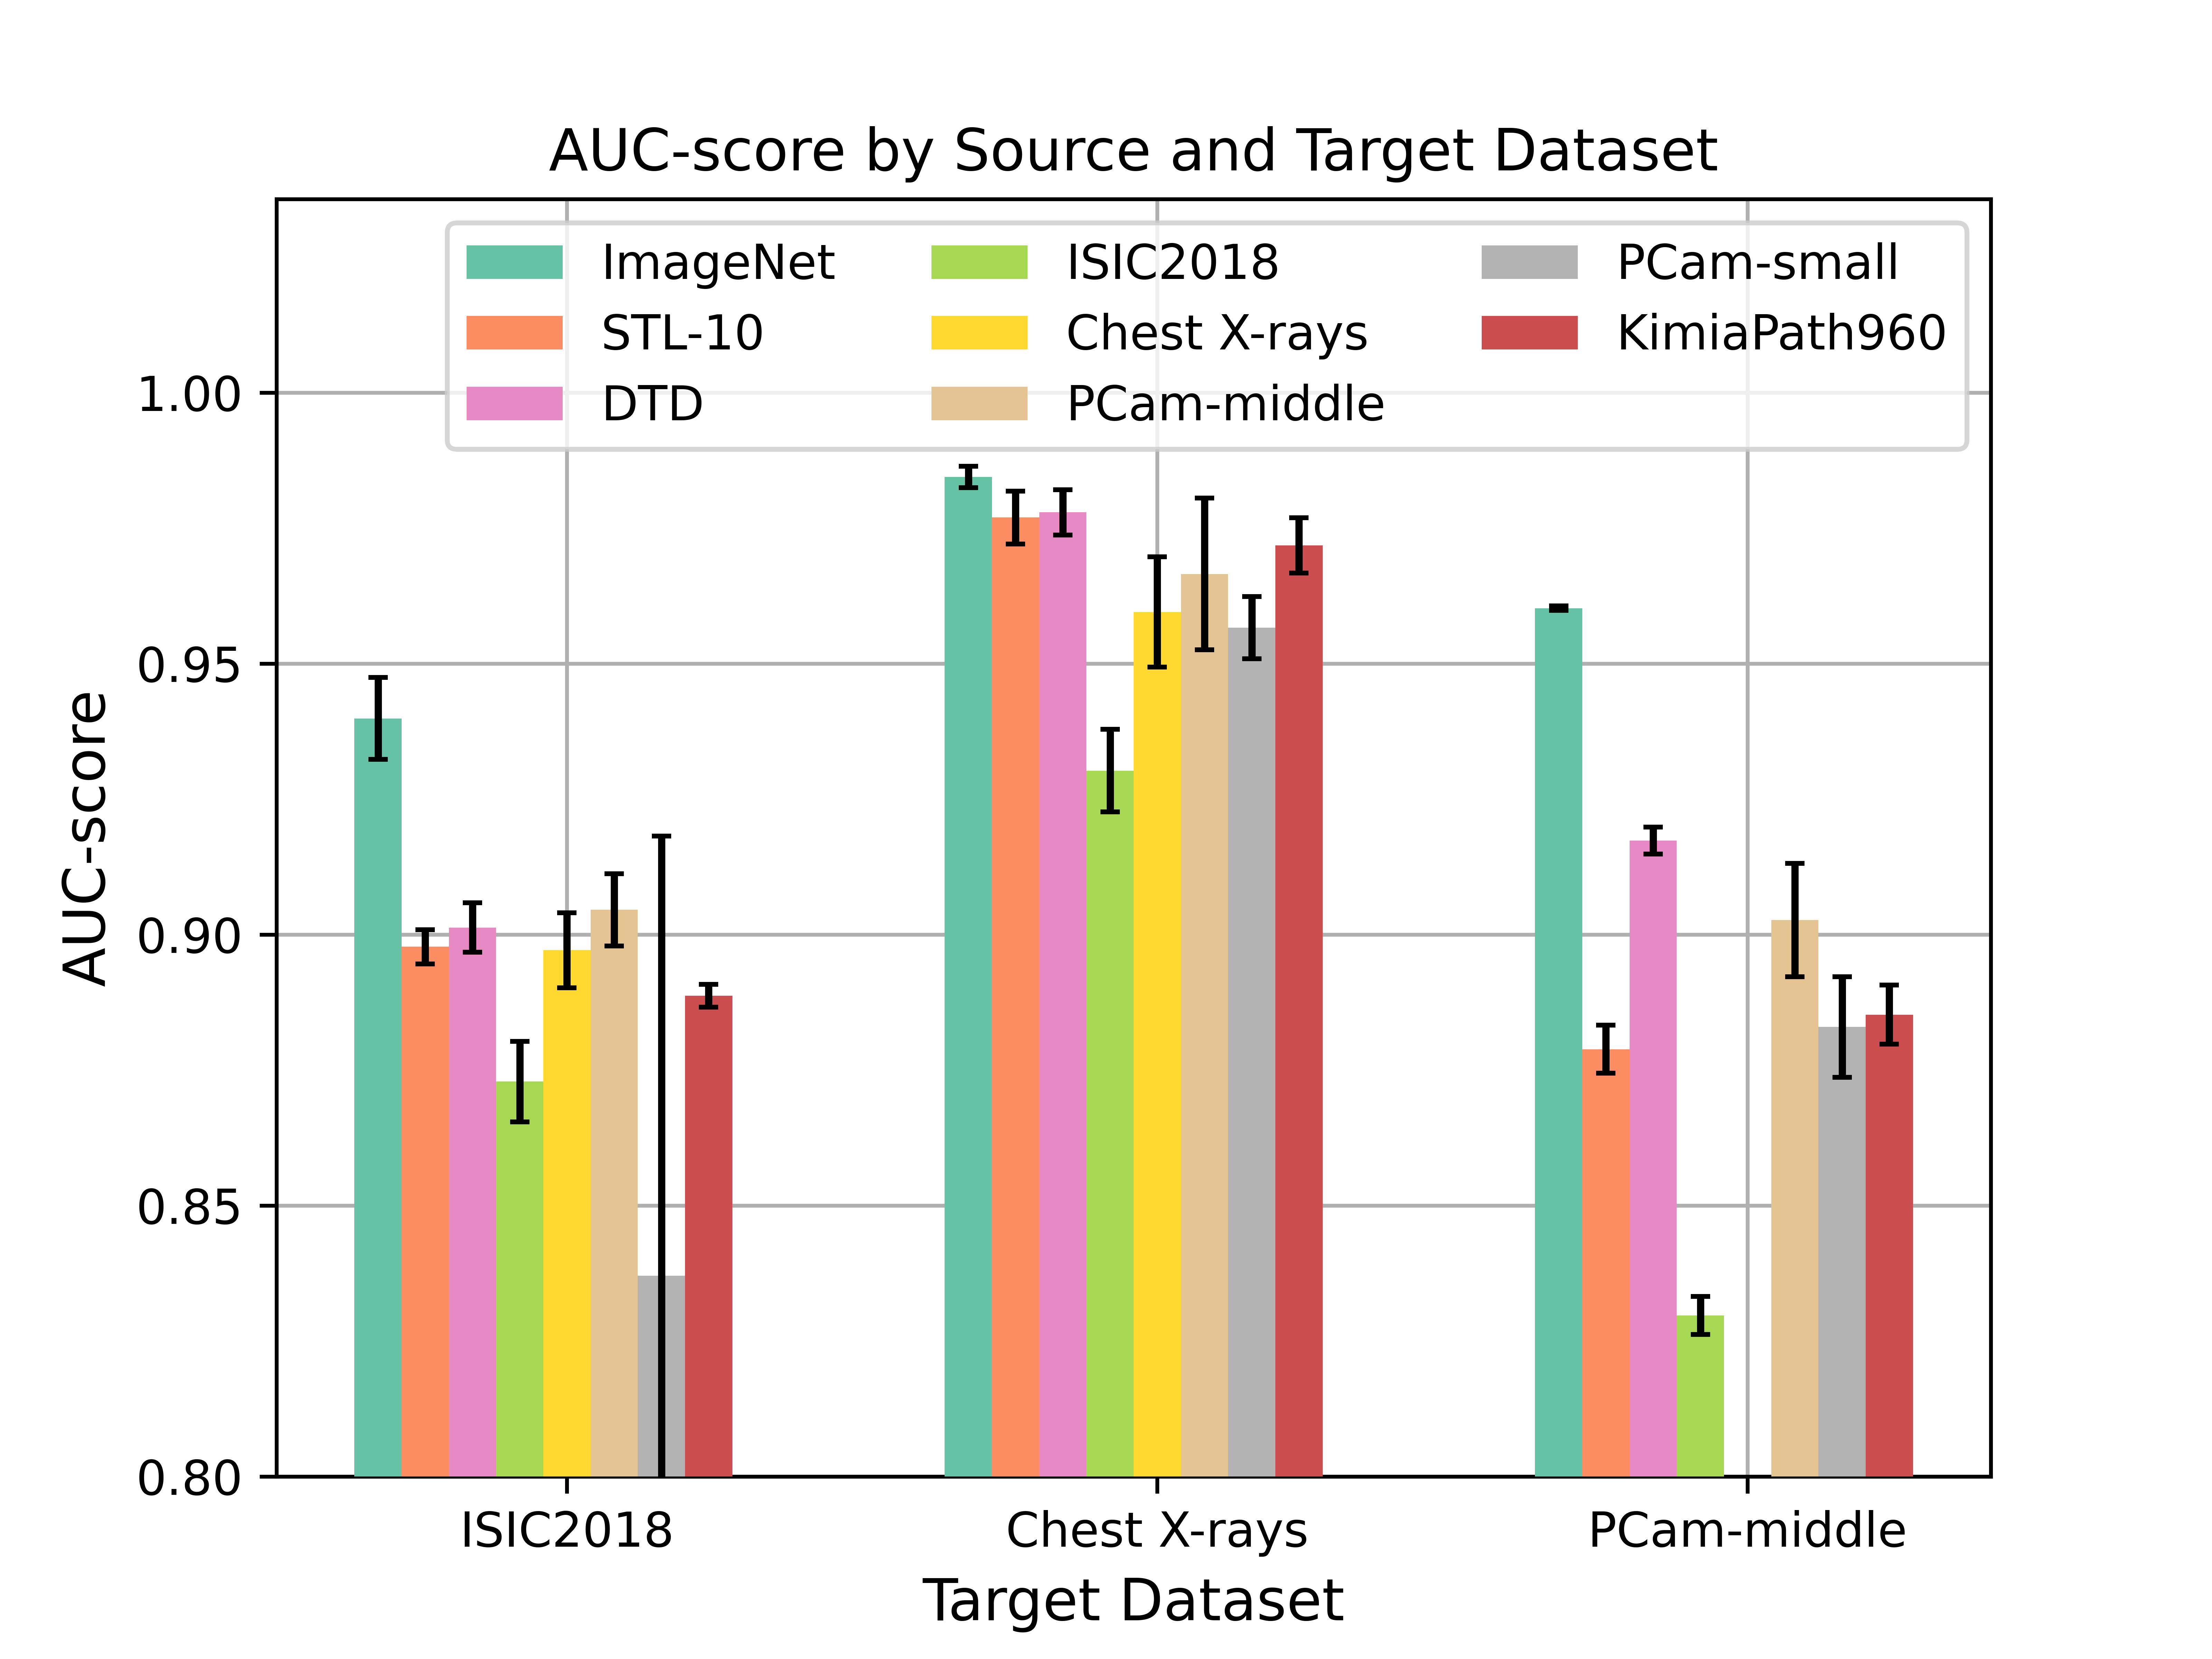 AUC-score by Source and Target Dataset
ImageNet
STL-10
DTD
ISIC2018
Chest X-rays
PCam-middle
PCam-small
KimiaPath960
AUC-score
1.00
0.95
0.90
0.85
0.80
ISIC2018
Chest X-rays
PCam-middle
Target Dataset